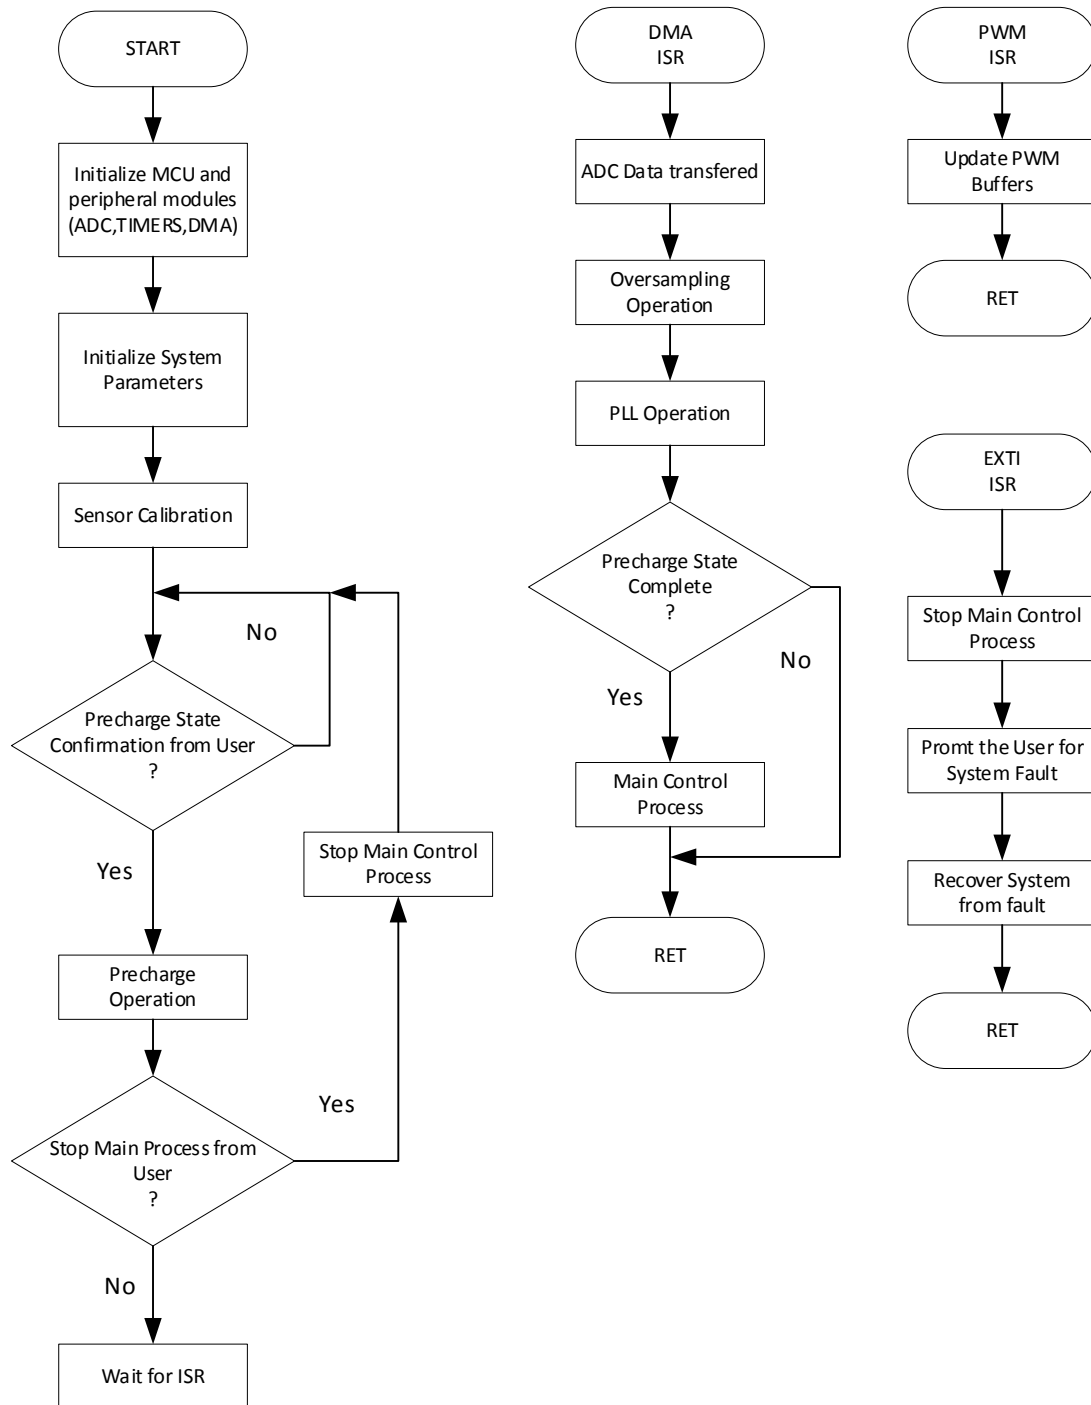 START
Initialize MCU and
peripheral modules
(ADC,TIMERS,DMA)
Initialize System
Parameters
Sensor Calibration
No
Precharge State
Confirmation from User
?
Yes
Stop Main Control
Process
Precharge
Operation
Yes
Stop Main Process from
User
?
No
Wait for ISR
DMA
ISR
ADC Data transfered
Oversampling
Operation
PLL Operation
Precharge State
Complete
?
No
Yes
Main Control
Process
RET
PWM
ISR
Update PWM
Buffers
RET
EXTI
ISR
Stop Main Control
Process
Promt the User for
System Fault
Recover System
from fault
RET